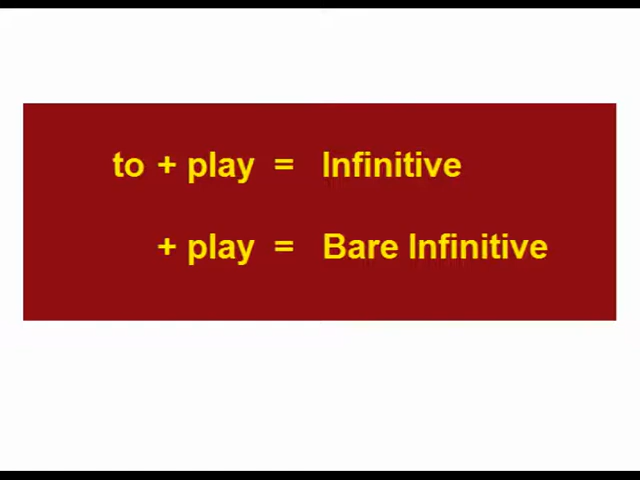 to + play = Infinitive
+ play = Bare Infinitive